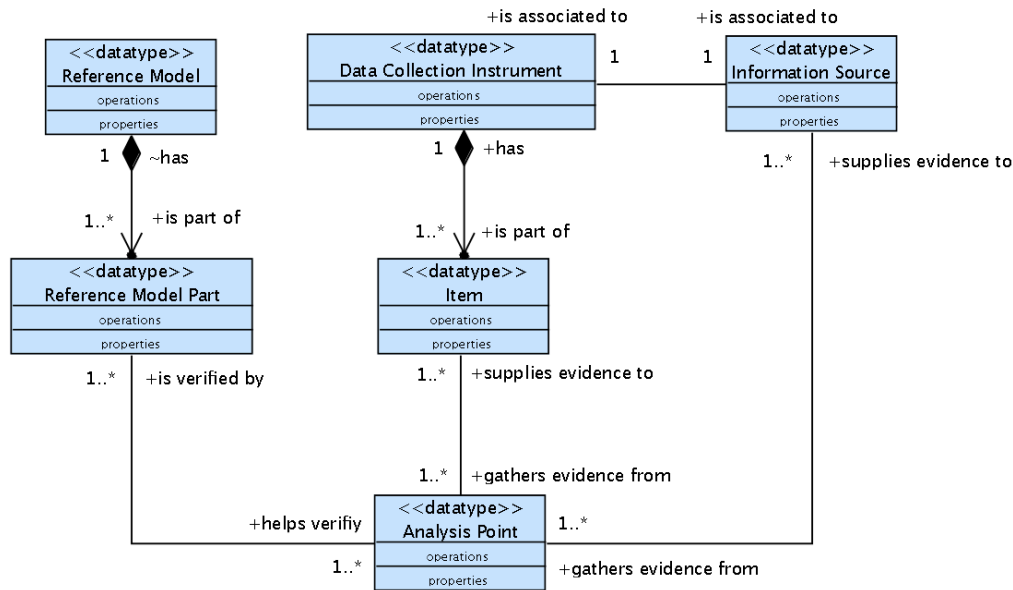 +is associated to
+is associated to
<<datatype>>
Reference Model
operations
properties
<<datatype>>
Data Collection Instrument
operations
properties
1
1
<<datatype>>
Information Source
operations
properties
1
~has
1
+has
1..*
+supplies evidence to
1..*
+is part of
1..*
+is part of
<<datatype>>
Reference Model Part
operations
properties
<<datatype>>
Item
operations
properties
1..*
+is verified by
1..*
+supplies evidence to
1..*
+gathers evidence from
+helps verifiy
<<datatype>>
Analysis Point
operations
properties
1..*
1..*
+gathers evidence from